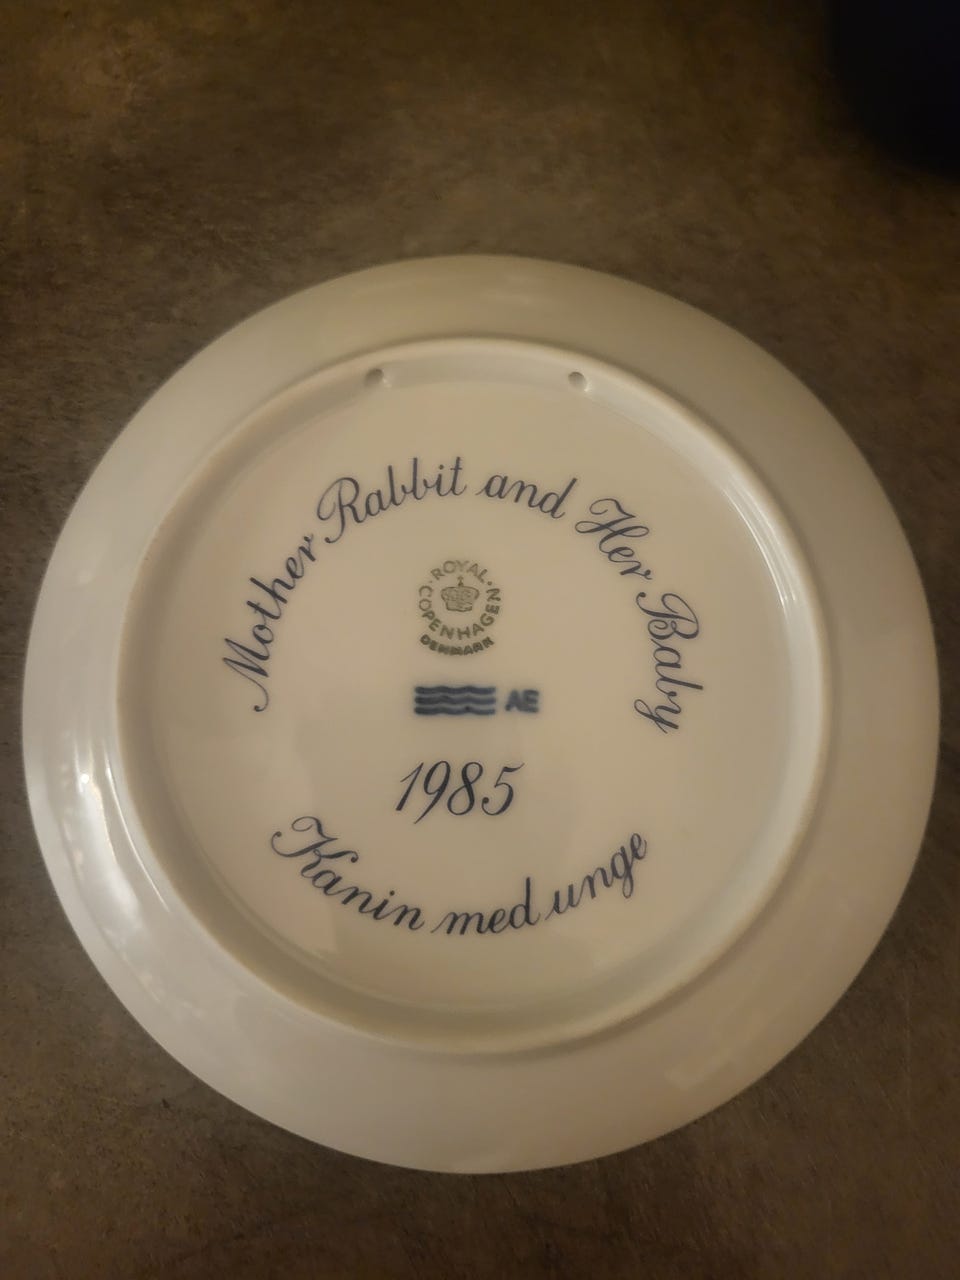 Mother Rabbit and Her Baby
ROYAL COPENHAGEN
DENMARK
AE
1985
Kanin med unge